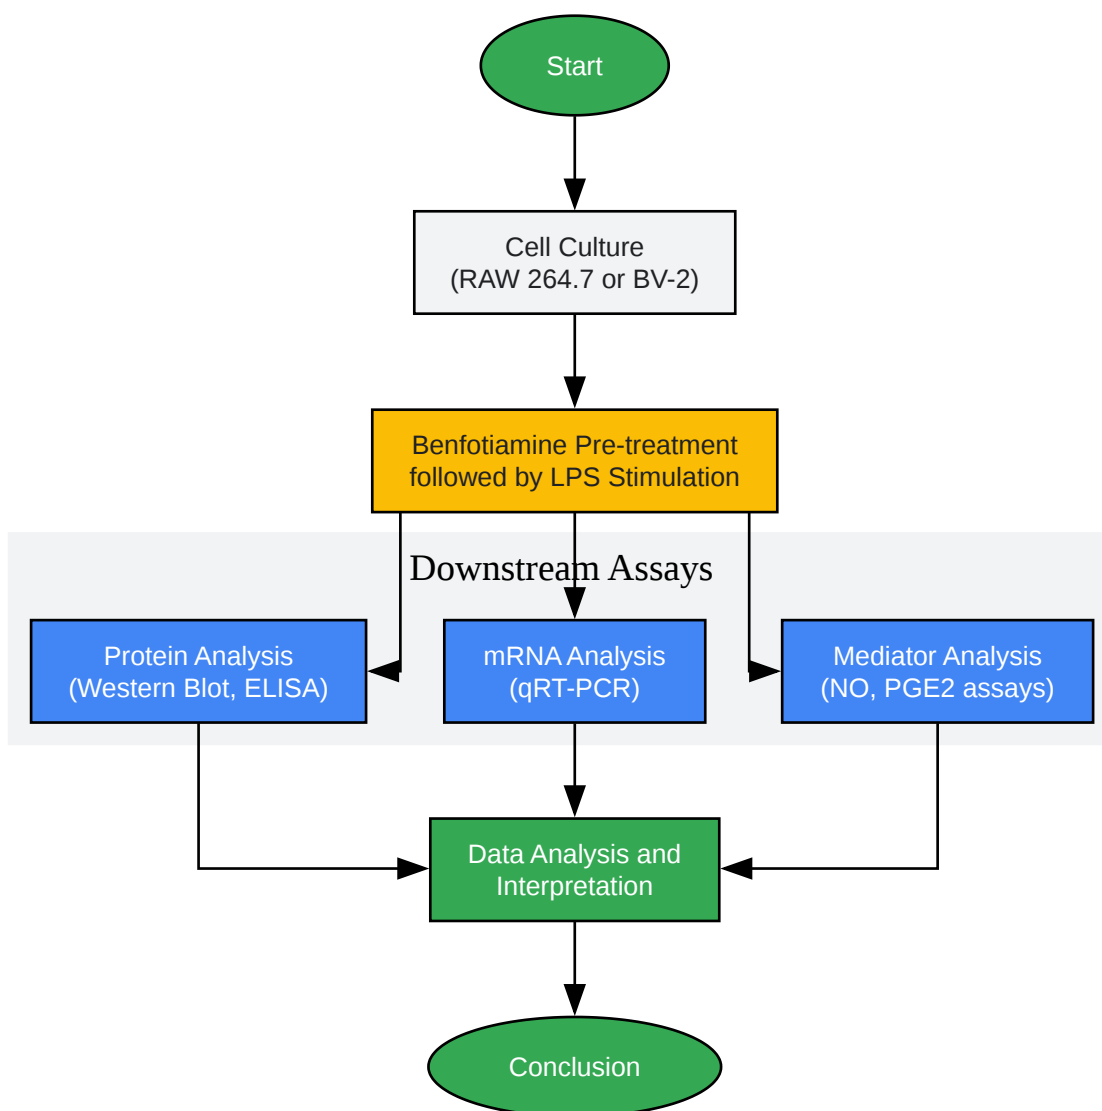 Start
Cell Culture
(RAW 264.7 or BV-2)
Benfotiamine Pre-treatment
followed by LPS Stimulation
Downstream Assays
Protein Analysis
(Western Blot, ELISA)
mRNA Analysis
(qRT-PCR)
Mediator Analysis
(NO, PGE2 assays)
Data Analysis and
Interpretation
Conclusion